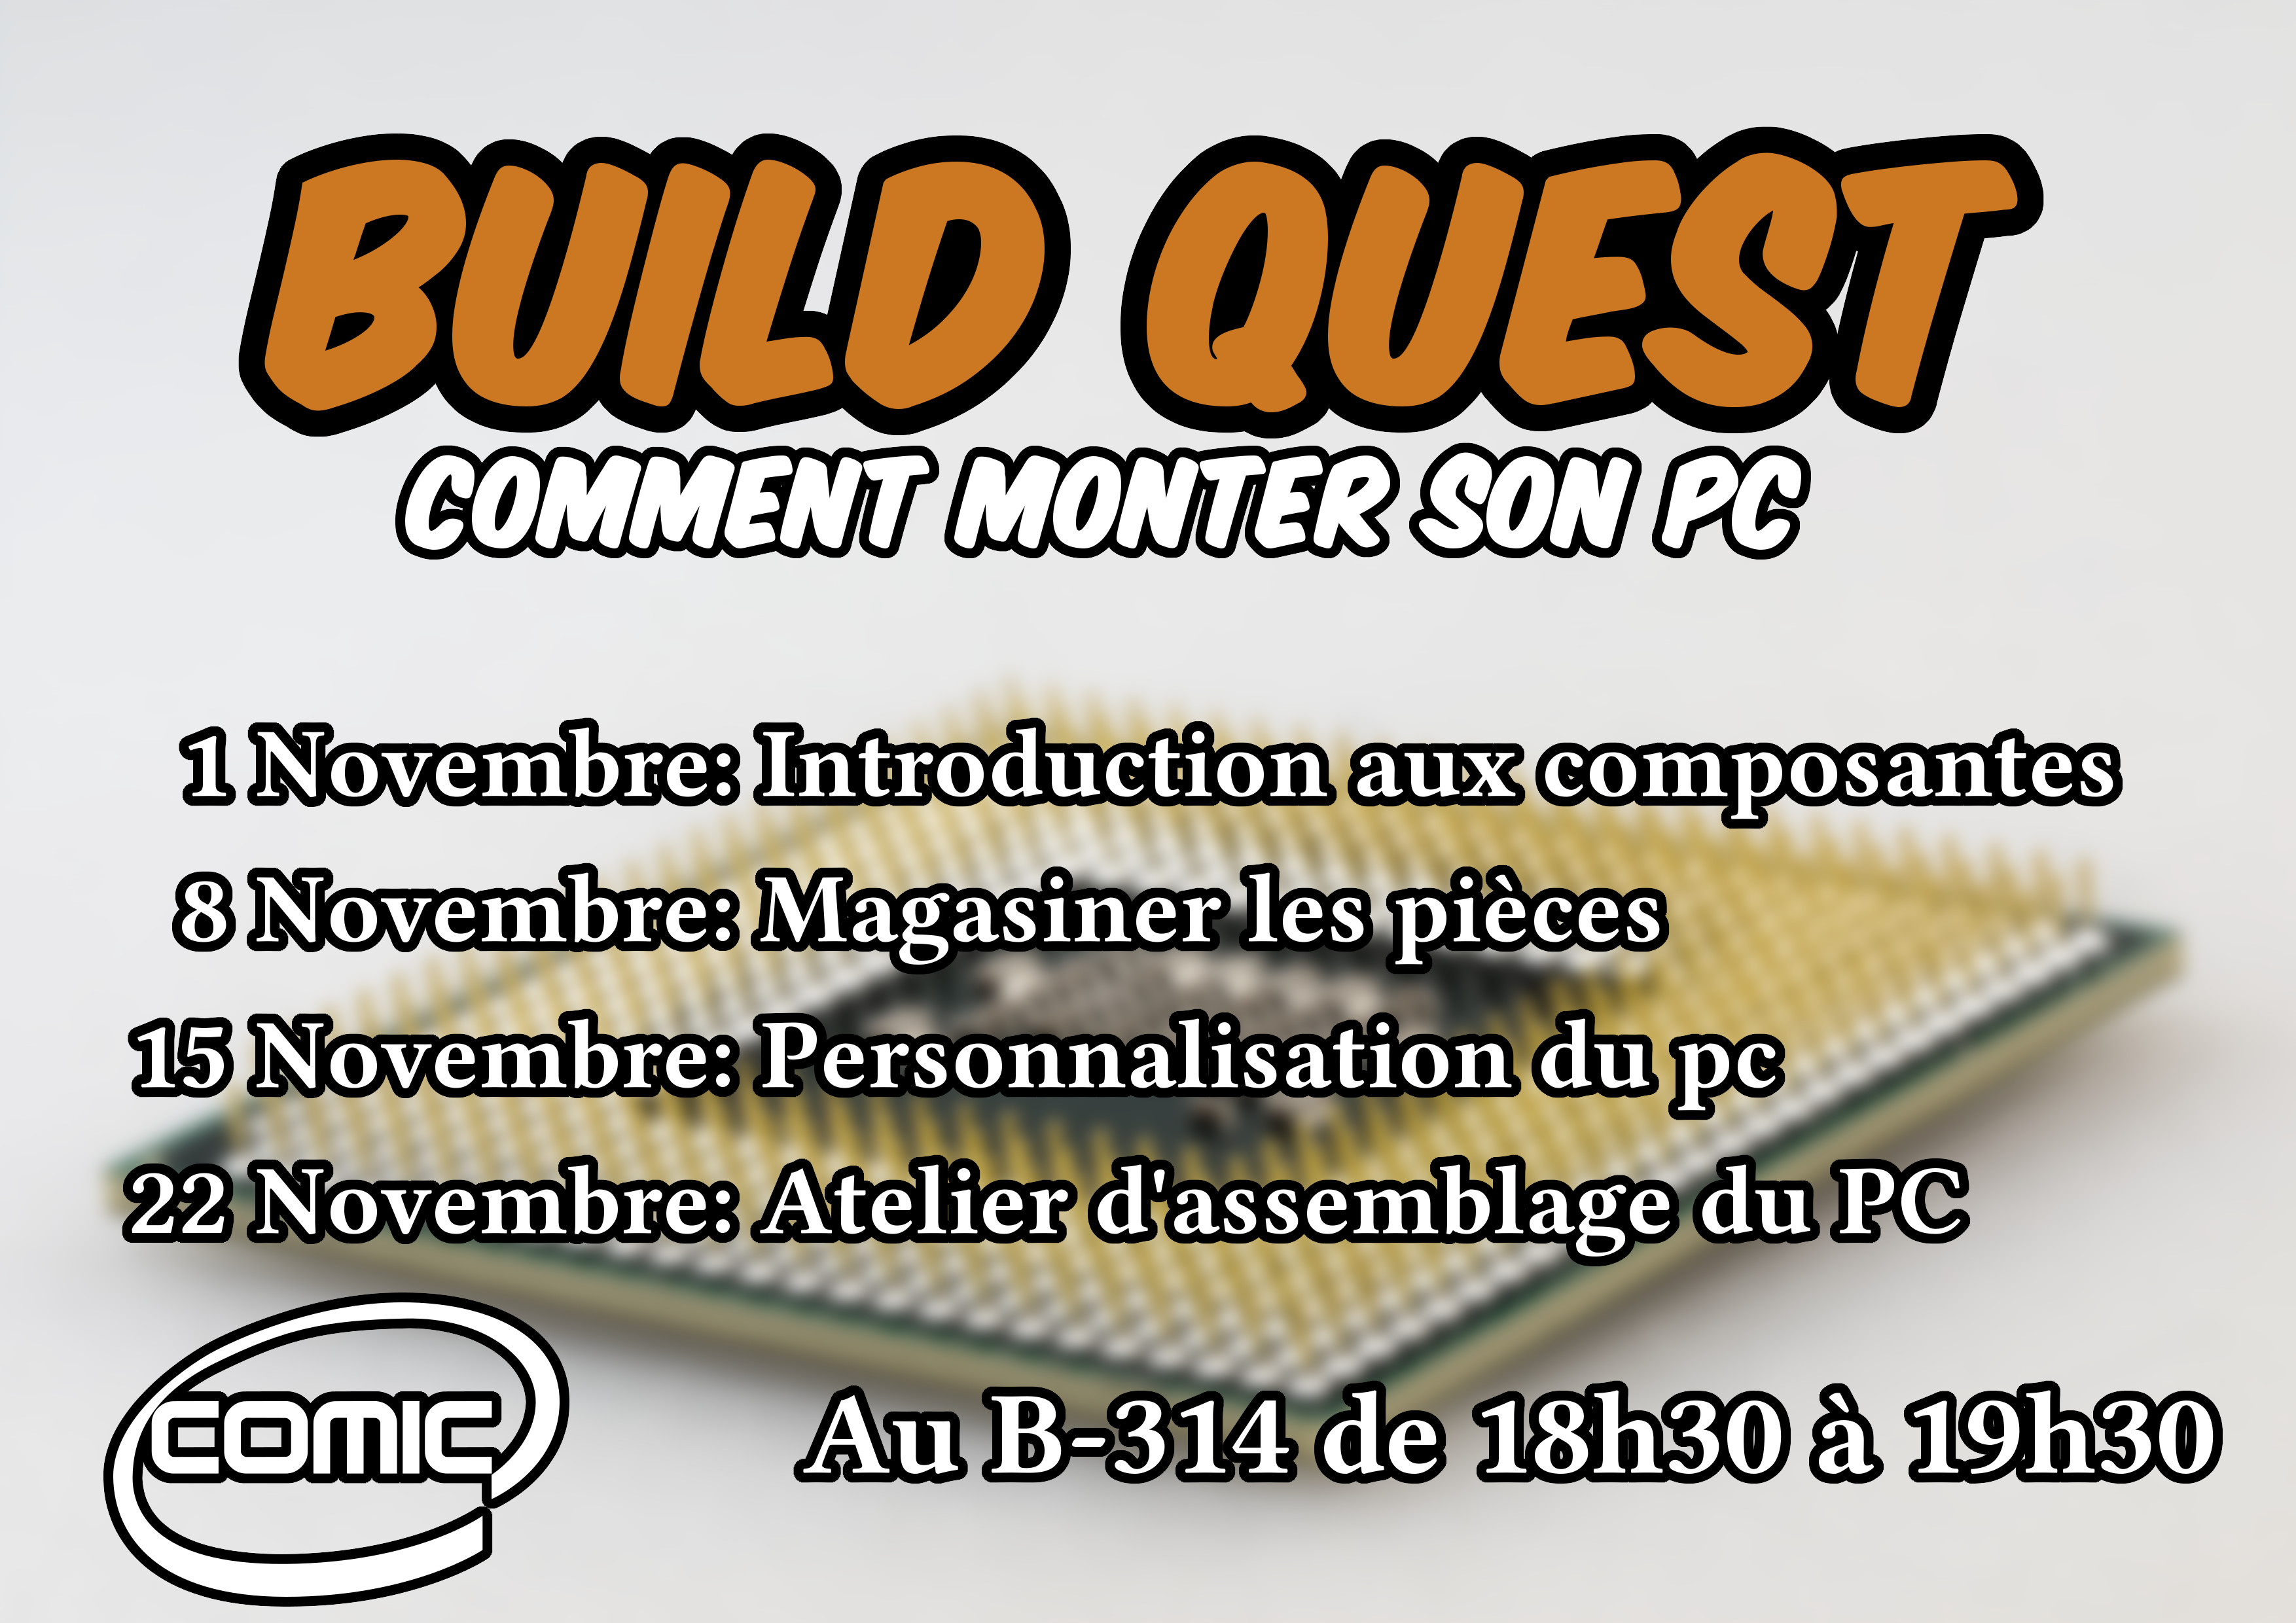 BUILD QUEST
COMMENT MONTER SON PC
1 Novembre: Introduction aux composantes
8 Novembre: Magasiner les pièces
15 Novembre: Personnalisation du pc
22 Novembre: Atelier d'assemblage du PC
COMIC
Au B-314 de 18h30 à 19h30